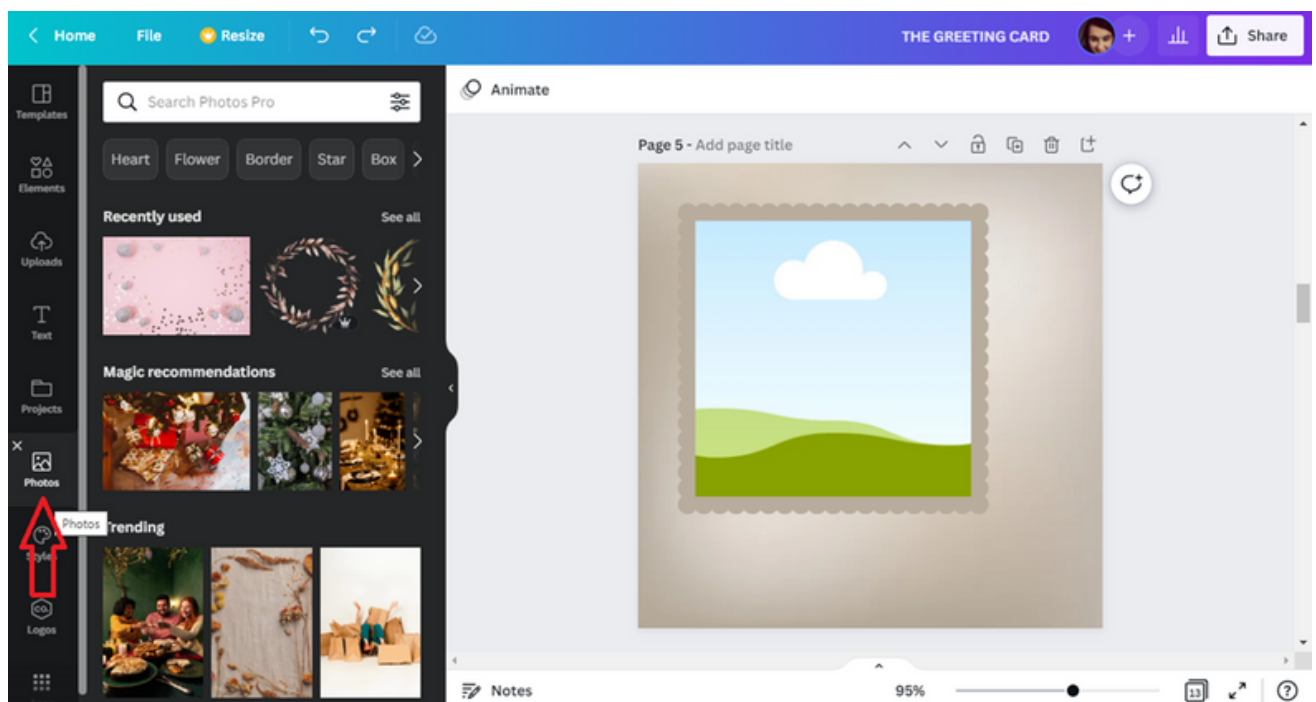 Home File Resize THE GREETING CARD + Share
Templates
Elements
Uploads
Text
Projects
Photos
Photos
Styles
CO.
Logos
Search Photos Pro
Heart Flower Border Star Box
Recently used See all
Magic recommendations See all
Trending
Animate
Page 5 - Add page title
Notes 95% 13 ?